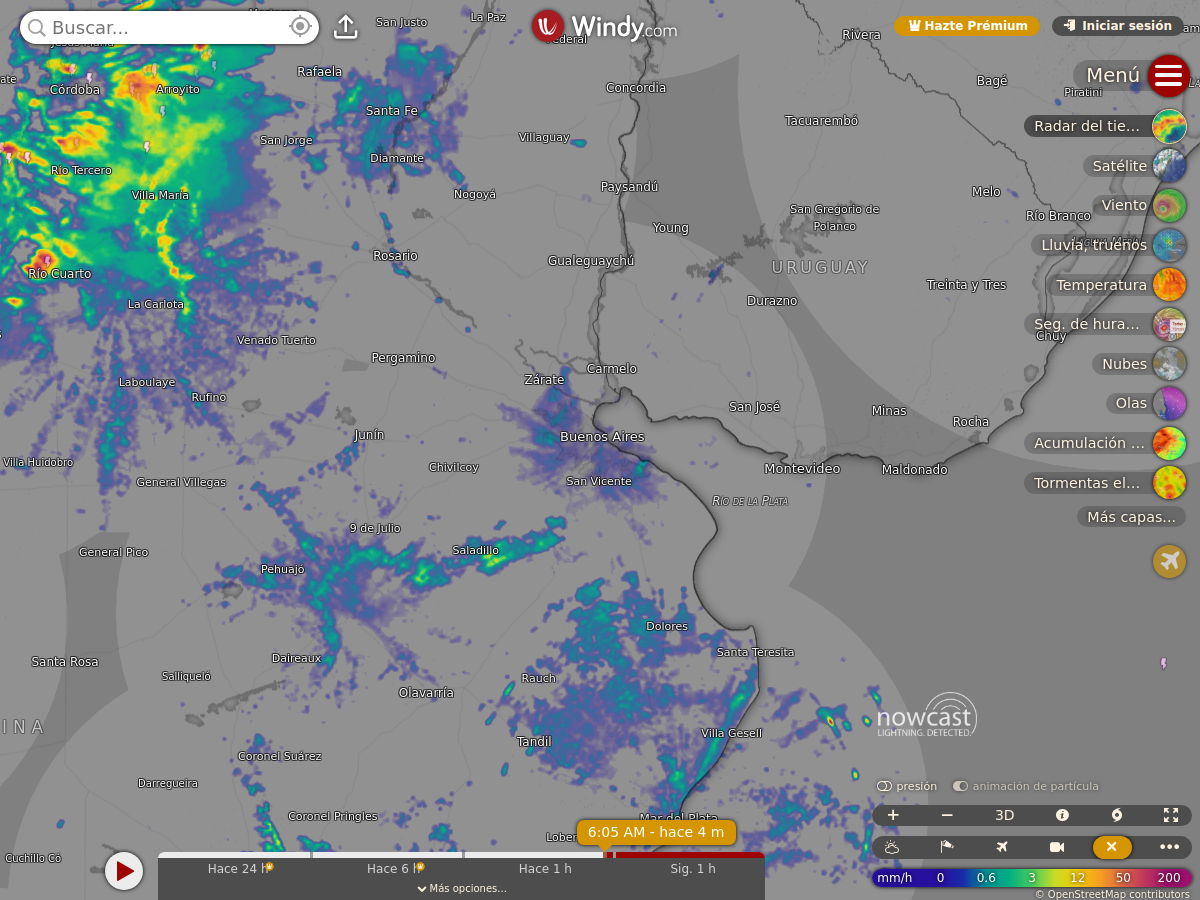 Buscar...
Windy.com
Hazte Prémium
Iniciar sesión
Menú
Radar del tie...
Satélite
Viento
Lluvia, truenos
Temperatura
Seg. de hura...
Nubes
Olas
Acumulación ...
Tormentas el...
Más capas...
San Justo
La Paz
Federal
Rivera
Jesús María
Rafaela
Concordia
Bagé
Piratini
Córdoba
Arroyito
Santa Fe
Tacuarembó
San Jorge
Villaguay
Diamante
Río Tercero
Villa María
Nogoyá
Paysandú
Melo
San Gregorio de
Polanco
Río Branco
Young
Rosario
Gualeguaychú
URUGUAY
Río Cuarto
Treinta y Tres
La Carlota
Durazno
Venado Tuerto
Chuy
Pergamino
Carmelo
Zárate
Laboulaye
Rufino
San José
Minas
Rocha
Junín
Buenos Aires
Villa Huidobro
Chivilcoy
Montevideo
Maldonado
General Villegas
San Vicente
Río de la Plata
9 de Julio
General Pico
Saladillo
Pehuajó
Dolores
Santa Rosa
Daireaux
Santa Teresita
Salliqueló
Rauch
Olavarría
INA
Tandil
Villa Gesell
Coronel Suárez
Darregueira
Coronel Pringles
Mar del Plata
Cuchillo Có
nowcast
LIGHTNING. DETECTED.
presión
animación de partícula
3D
6:05 AM - hace 4 m
Hace 24 h
Hace 6 h
Hace 1 h
Sig. 1 h
Más opciones...
mm/h 0 0.6 3 12 50 200
© OpenStreetMap contributors